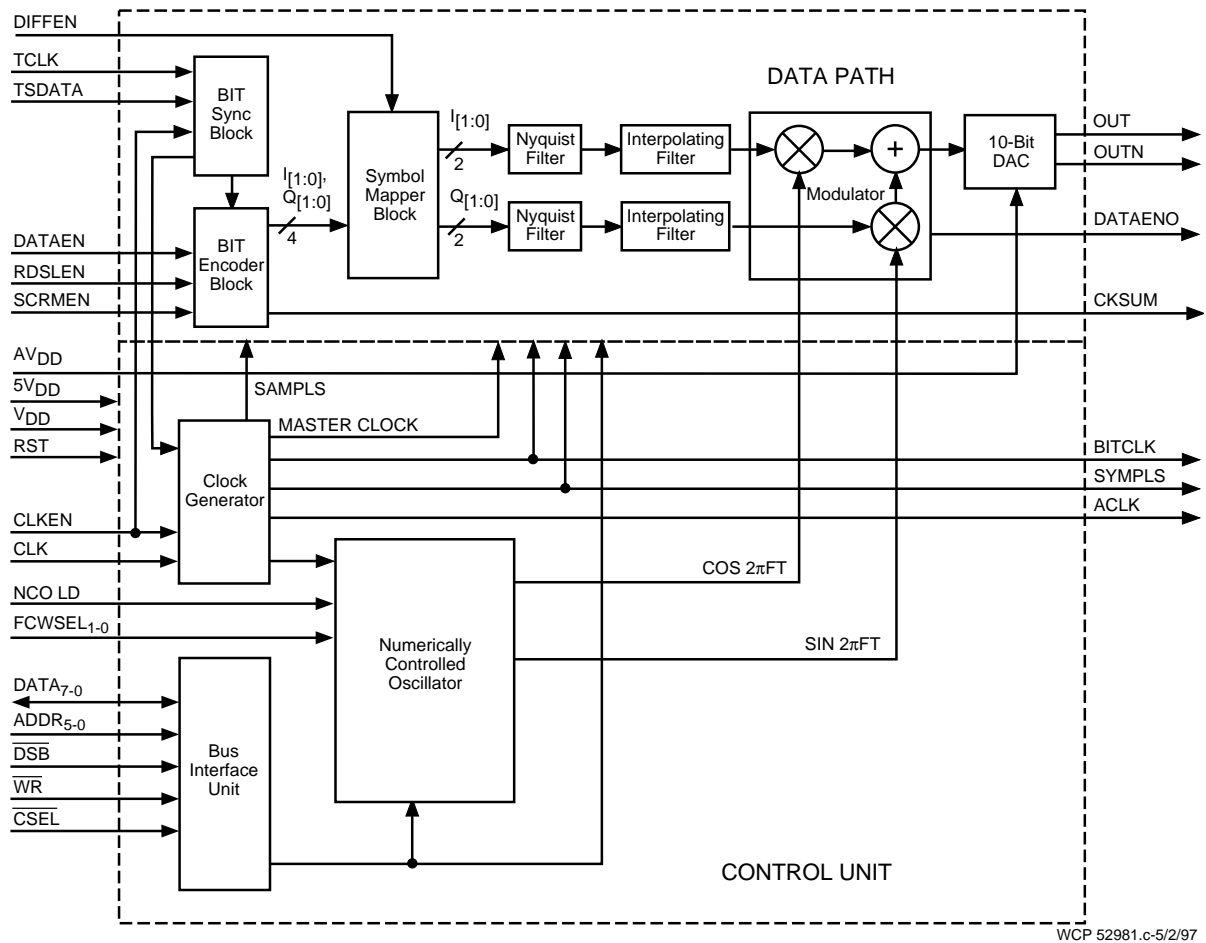 DIFFEN
TCLK
TSDATA
BIT
Sync
Block
DATA PATH
I[1:0]
2
Nyquist
Filter
Interpolating
Filter
10-Bit
DAC
OUT
OUTN
I[1:0],
Q[1:0]
4
Symbol
Mapper
Block
Q[1:0]
2
Nyquist
Filter
Interpolating
Filter
+
Modulator
DATAEN
RDSLEN
SCRMEN
BIT
Encoder
Block
DATAENO
CKSUM
AVDD
5VDD
VDD
RST
SAMPLS
MASTER CLOCK
Clock
Generator
BITCLK
SYMPLS
ACLK
CLKEN
CLK
NCO LD
FCWSEL1-0
COS 2πFT
SIN 2πFT
Numerically
Controlled
Oscillator
DATA7-0
ADDR5-0
DSB
WR
CSEL
Bus
Interface
Unit
CONTROL UNIT
WCP 52981.c-5/2/97